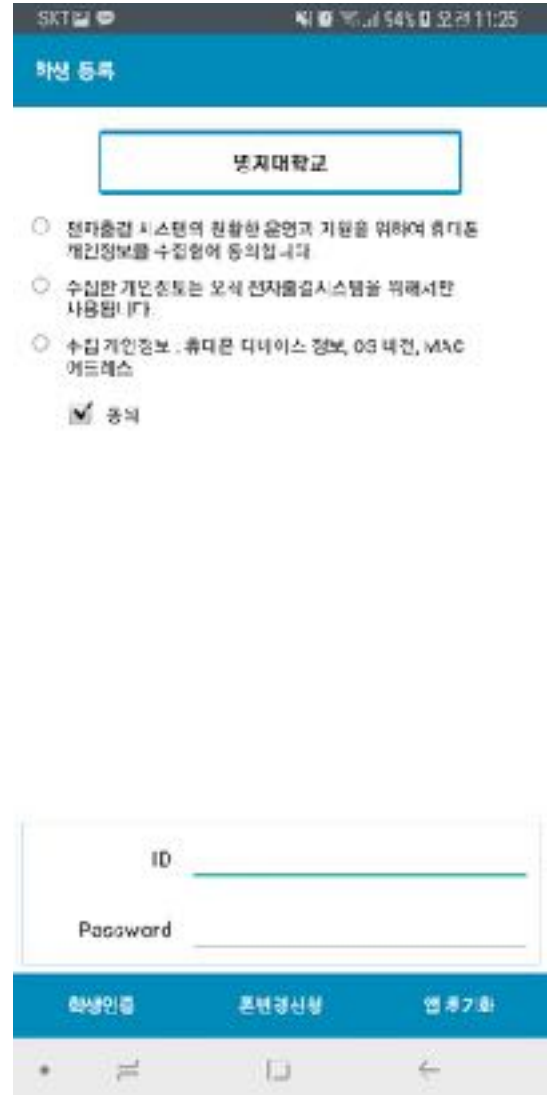 SKT 94% 오전 11:25
학생 등록
명지대학교
전자출결 시스템의 원활한 운영과 지원을 위하여 휴대폰
개인정보를 수집함에 동의합니다
수집한 개인정보는 오직 전자출결시스템을 위해서만
사용됩니다.
수집 개인정보 : 휴대폰 디바이스 정보, OS 버전, MAC
어드레스
동의
ID
Password
학생인증 폰변경신청 앱 초기화